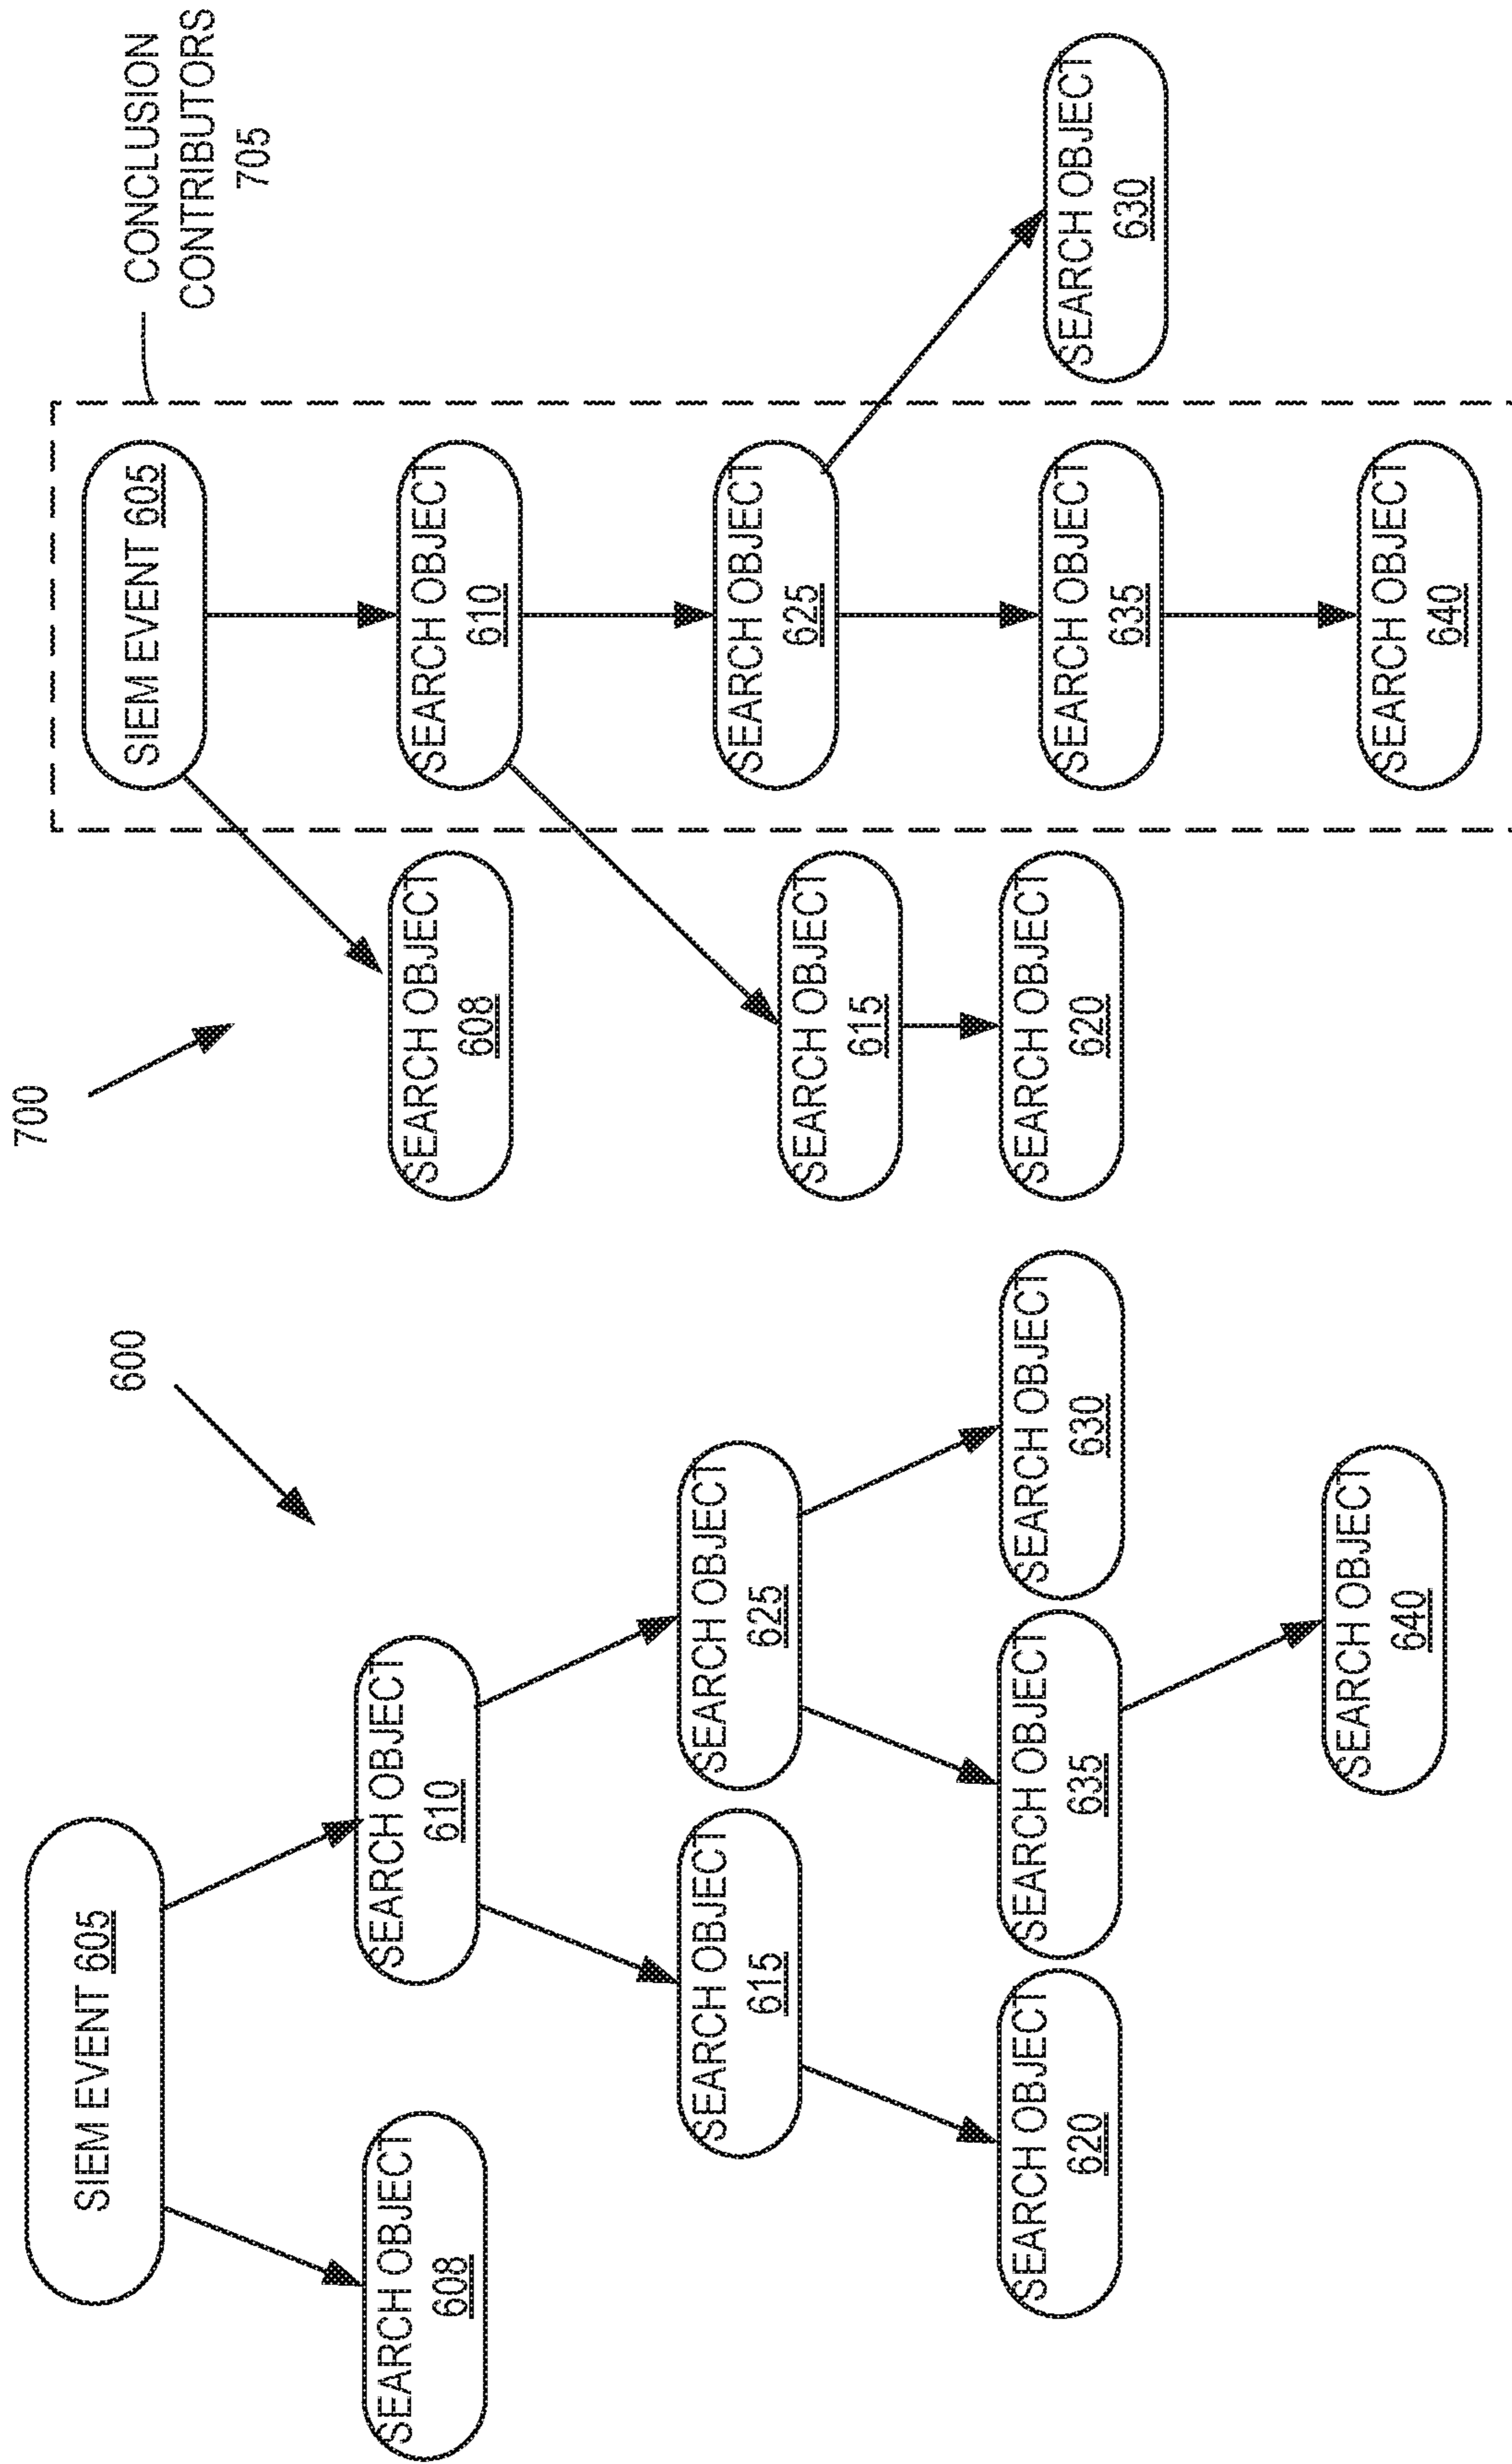 600
SIEM EVENT 605
SEARCH OBJECT
608
SEARCH OBJECT
610
SEARCH OBJECT
615
SEARCH OBJECT
625
SEARCH OBJECT
620
SEARCH OBJECT
635
SEARCH OBJECT
630
SEARCH OBJECT
640
700
CONCLUSION
CONTRIBUTORS
705
SIEM EVENT 605
SEARCH OBJECT
608
SEARCH OBJECT
610
SEARCH OBJECT
615
SEARCH OBJECT
625
SEARCH OBJECT
620
SEARCH OBJECT
635
SEARCH OBJECT
630
SEARCH OBJECT
640